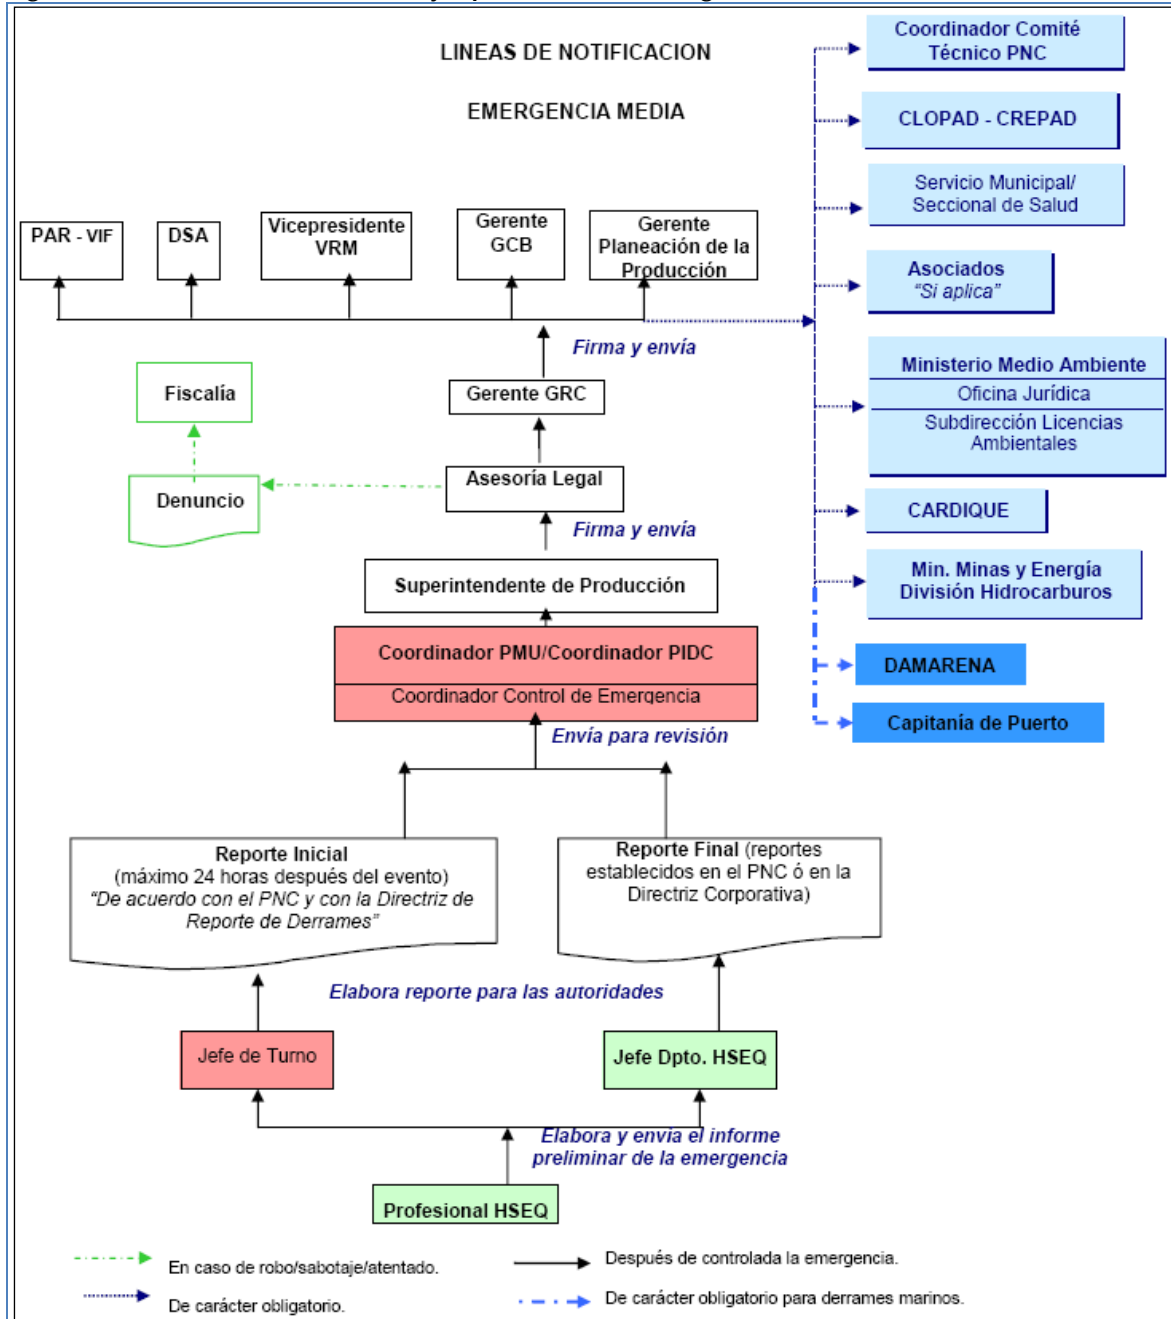 LINEAS DE NOTIFICACION
EMERGENCIA MEDIA
Coordinador Comité
Técnico PNC
CLOPAD - CREPAD
Servicio Municipal/
Seccional de Salud
Asociados
“Si aplica”
Ministerio Medio Ambiente
Oficina Jurídica
Subdirección Licencias
Ambientales
CARDIQUE
Min. Minas y Energía
División Hidrocarburos
DAMARENA
Capitanía de Puerto
PAR - VIF
DSA
Vicepresidente
VRM
Gerente
GCB
Gerente
Planeación de la
Producción
Firma y envía
Fiscalía
Gerente GRC
Denuncio
Asesoría Legal
Firma y envía
Superintendente de Producción
Coordinador PMU/Coordinador PIDC
Coordinador Control de Emergencia
Envía para revisión
Reporte Inicial
(máximo 24 horas después del evento)
“De acuerdo con el PNC y con la Directriz de
Reporte de Derrames”
Reporte Final (reportes
establecidos en el PNC ó en la
Directriz Corporativa)
Elabora reporte para las autoridades
Jefe de Turno
Jefe Dpto. HSEQ
Elabora y envia el informe
preliminar de la emergencia
Profesional HSEQ
En caso de robo/sabotaje/atentado.
Después de controlada la emergencia.
De carácter obligatorio.
De carácter obligatorio para derrames marinos.